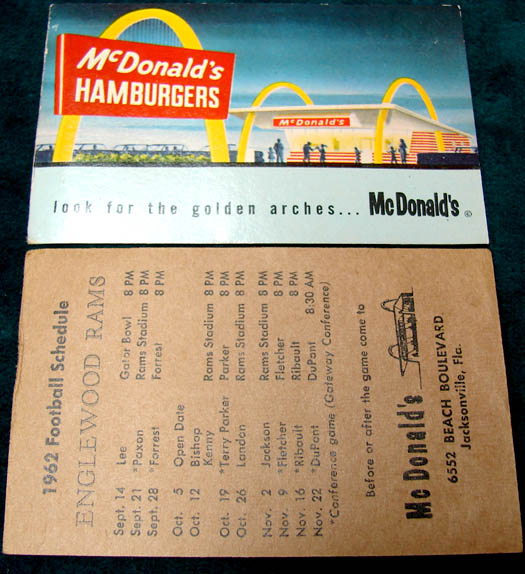 McDonald's
HAMBURGERS
McDonald's
look for the golden arches... McDonald's ©
1962 Football Schedule
ENGLEWOOD RAMS
Sept. 14 Lee Gator Bowl 8 PM
Sept. 21 *Paxon Rams Stadium 8 PM
Sept. 28 *Forrest Forrest 8 PM
Oct. 5 Open Date
Oct. 12 Bishop
Kenny Rams Stadium 8 PM
Oct. 19 *Terry Parker Parker 8 PM
Oct. 26 Landon Rams Stadium 8 PM
Nov. 2 Jackson Rams Stadium 8 PM
Nov. 9 *Fletcher Fletcher 8 PM
Nov. 16 *Ribault Ribault 8 PM
Nov. 22 *DuPont DuPont 8:30 AM
*Conference game (Gateway Conference)
Before or after the game come to
McDonald's
6552 BEACH BOULEVARD
Jacksonville, Fla.